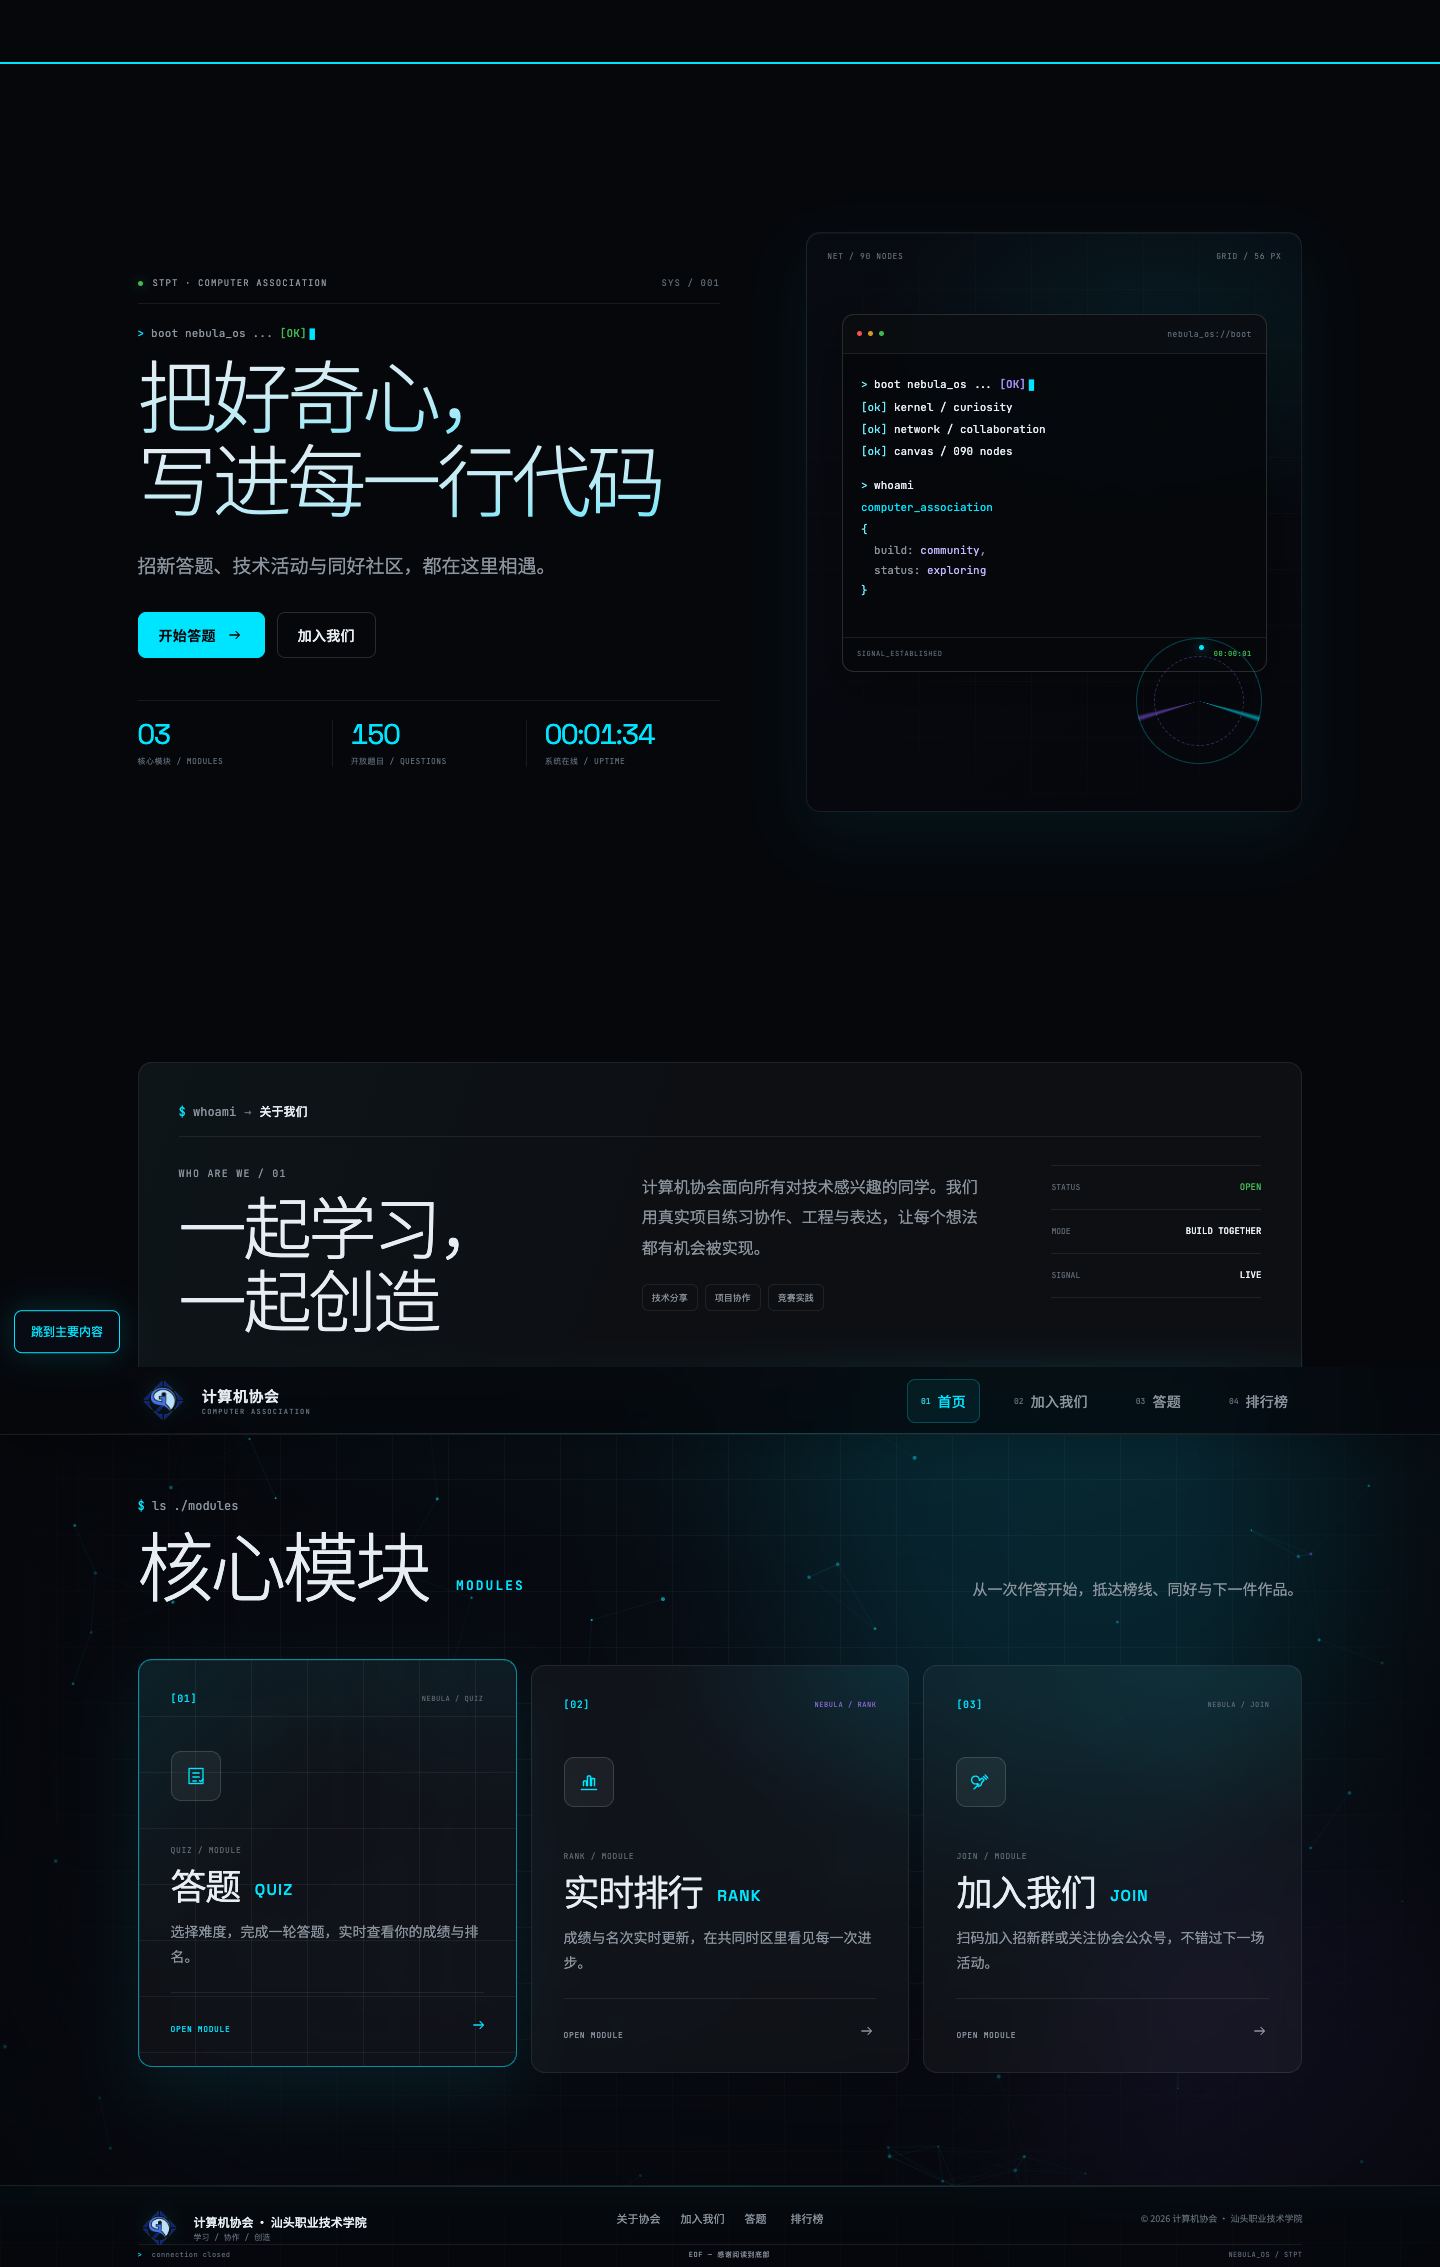 STPT · COMPUTER ASSOCIATION
SYS / 001
> boot nebula_os ... [OK]
把好奇心，
写进每一行代码
招新答题、技术活动与同好社区，都在这里相遇。
开始答题 →
加入我们
03
核心模块 / MODULES
150
开放题目 / QUESTIONS
00:01:34
系统在线 / UPTIME
NET / 90 NODES
GRID / 56 PX
nebula_os://boot
> boot nebula_os ... [OK]
[ok] kernel / curiosity
[ok] network / collaboration
[ok] canvas / 090 nodes
> whoami
computer_association
{
build: community,
status: exploring
}
SIGNAL_ESTABLISHED
00:00:01
$ whoami → 关于我们
WHO ARE WE / 01
一起学习，
一起创造
计算机协会面向所有对技术感兴趣的同学。我们
用真实项目练习协作、工程与表达，让每个想法
都有机会被实现。
技术分享
项目协作
竞赛实践
STATUS
OPEN
MODE
BUILD TOGETHER
SIGNAL
LIVE
跳到主要内容
计算机协会
COMPUTER ASSOCIATION
01 首页
02 加入我们
03 答题
04 排行榜
$ ls ./modules
核心模块 MODULES
从一次作答开始，抵达榜线、同好与下一件作品。
[01]
NEBULA / QUIZ
QUIZ / MODULE
答题 QUIZ
选择难度，完成一轮答题，实时查看你的成绩与排
名。
OPEN MODULE →
[02]
NEBULA / RANK
RANK / MODULE
实时排行 RANK
成绩与名次实时更新，在共同时区里看见每一次进
步。
OPEN MODULE →
[03]
NEBULA / JOIN
JOIN / MODULE
加入我们 JOIN
扫码加入招新群或关注协会公众号，不错过下一场
活动。
OPEN MODULE →
计算机协会 · 汕头职业技术学院
学习 / 协作 / 创造
关于协会
加入我们
答题
排行榜
© 2026 计算机协会 · 汕头职业技术学院
> connection closed
EOF — 感谢阅读到底部
NEBULA_OS / STPT